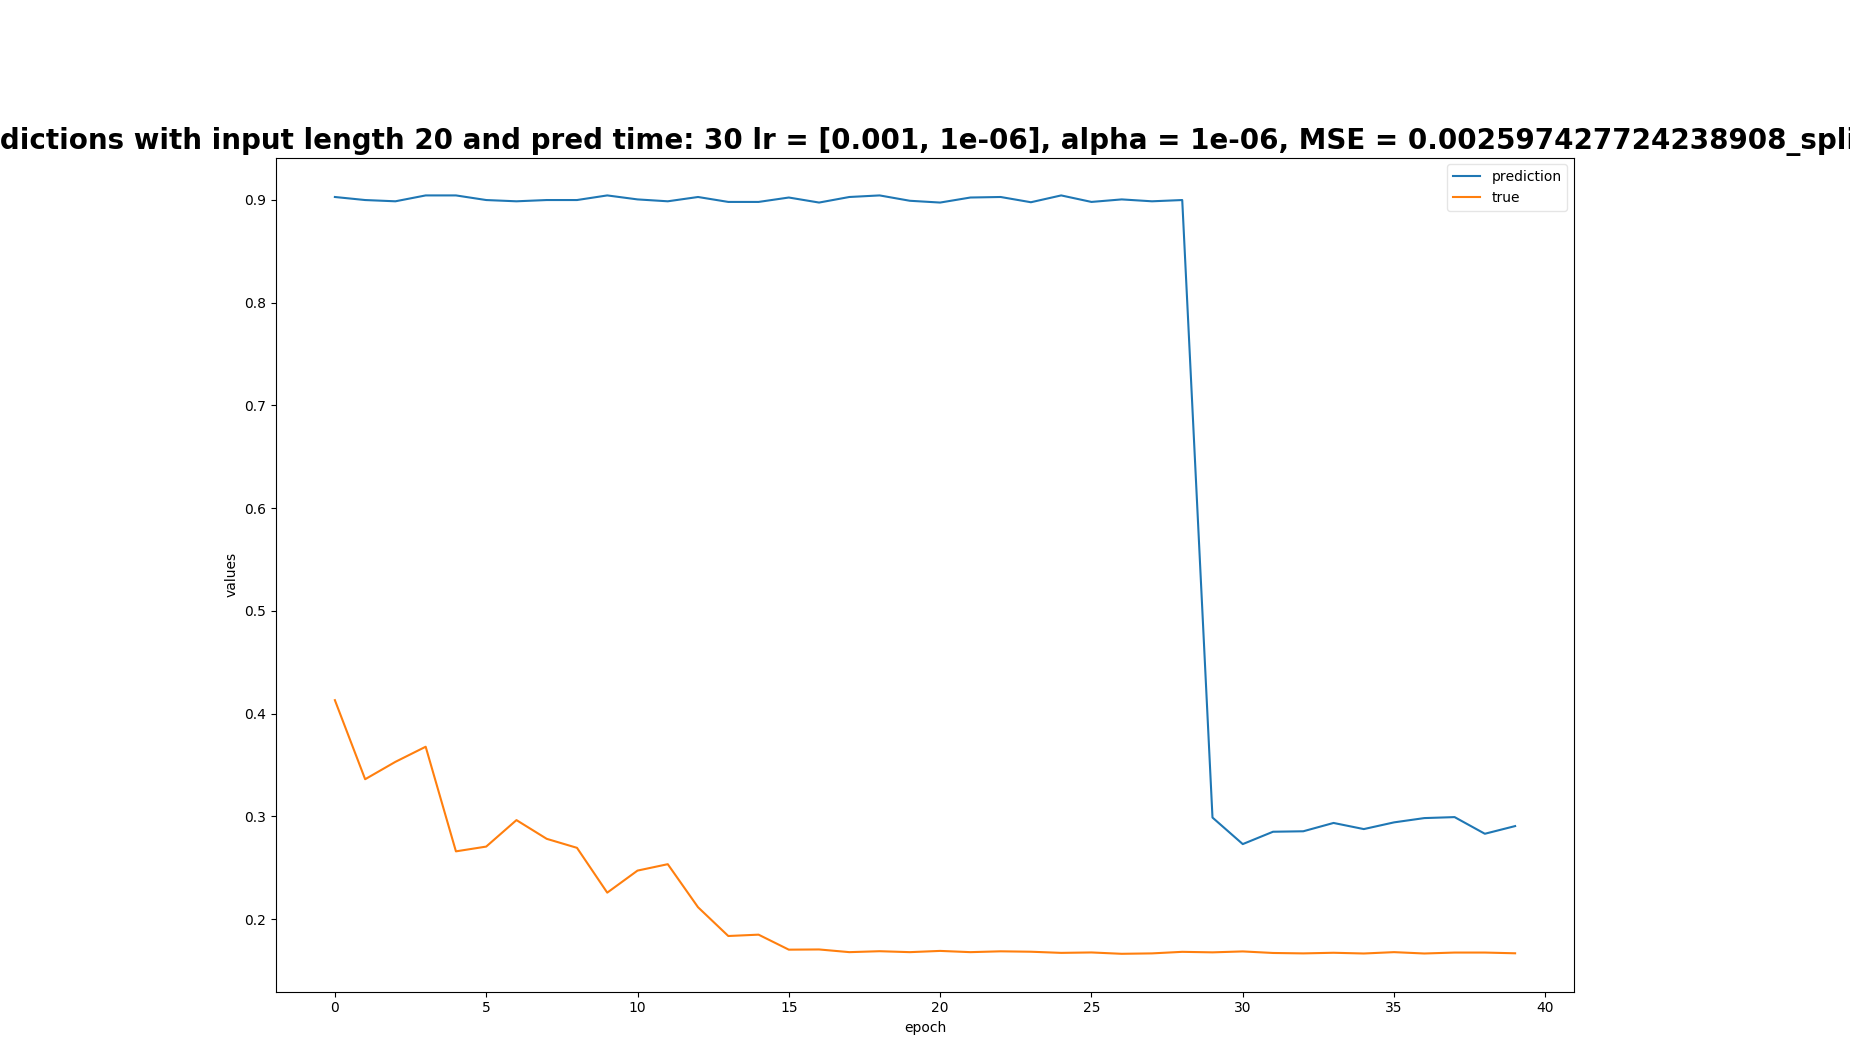 dictions with input length 20 and pred time: 30 lr = [0.001, 1e-06], alpha = 1e-06, MSE = 0.002597427724238908_spli
prediction
true
0.9
0.8
0.7
0.6
0.5
0.4
0.3
0.2
values
0 5 10 15 20 25 30 35 40
epoch